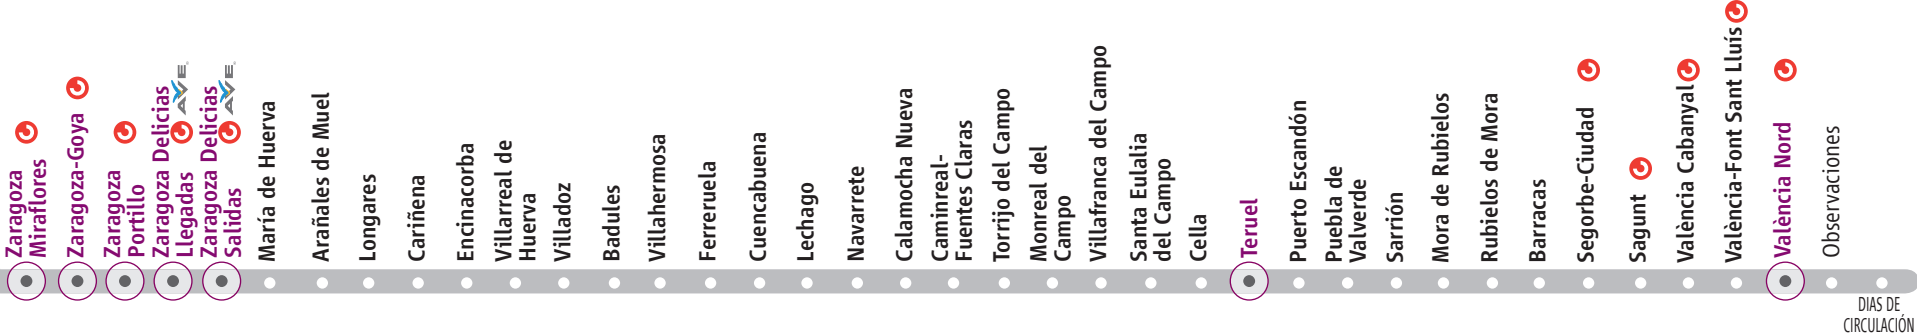 Zaragoza
Miraflores
Zaragoza-Goya
Zaragoza
Portillo
Zaragoza Delicias
Llegadas
AVE
Zaragoza Delicias
Salidas
AVE
María de Huerva
Arañales de Muel
Longares
Cariñena
Encinacorba
Villarreal de
Huerva
Villadoz
Badules
Villahermosa
Ferreruela
Cuencabuena
Lechago
Navarrete
Calamocha Nueva
Caminreal-
Fuentes Claras
Torrijo del Campo
Monreal del
Campo
Villafranca del Campo
Santa Eulalia
del Campo
Cella
Teruel
Puerto Escandón
Puebla de
Valverde
Sarrión
Mora de Rubielos
Rubielos de Mora
Barracas
Segorbe-Ciudad
Sagunt
València Cabanyal
València-Font Sant Lluís
València Nord
Observaciones
DIAS DE
CIRCULACIÓN